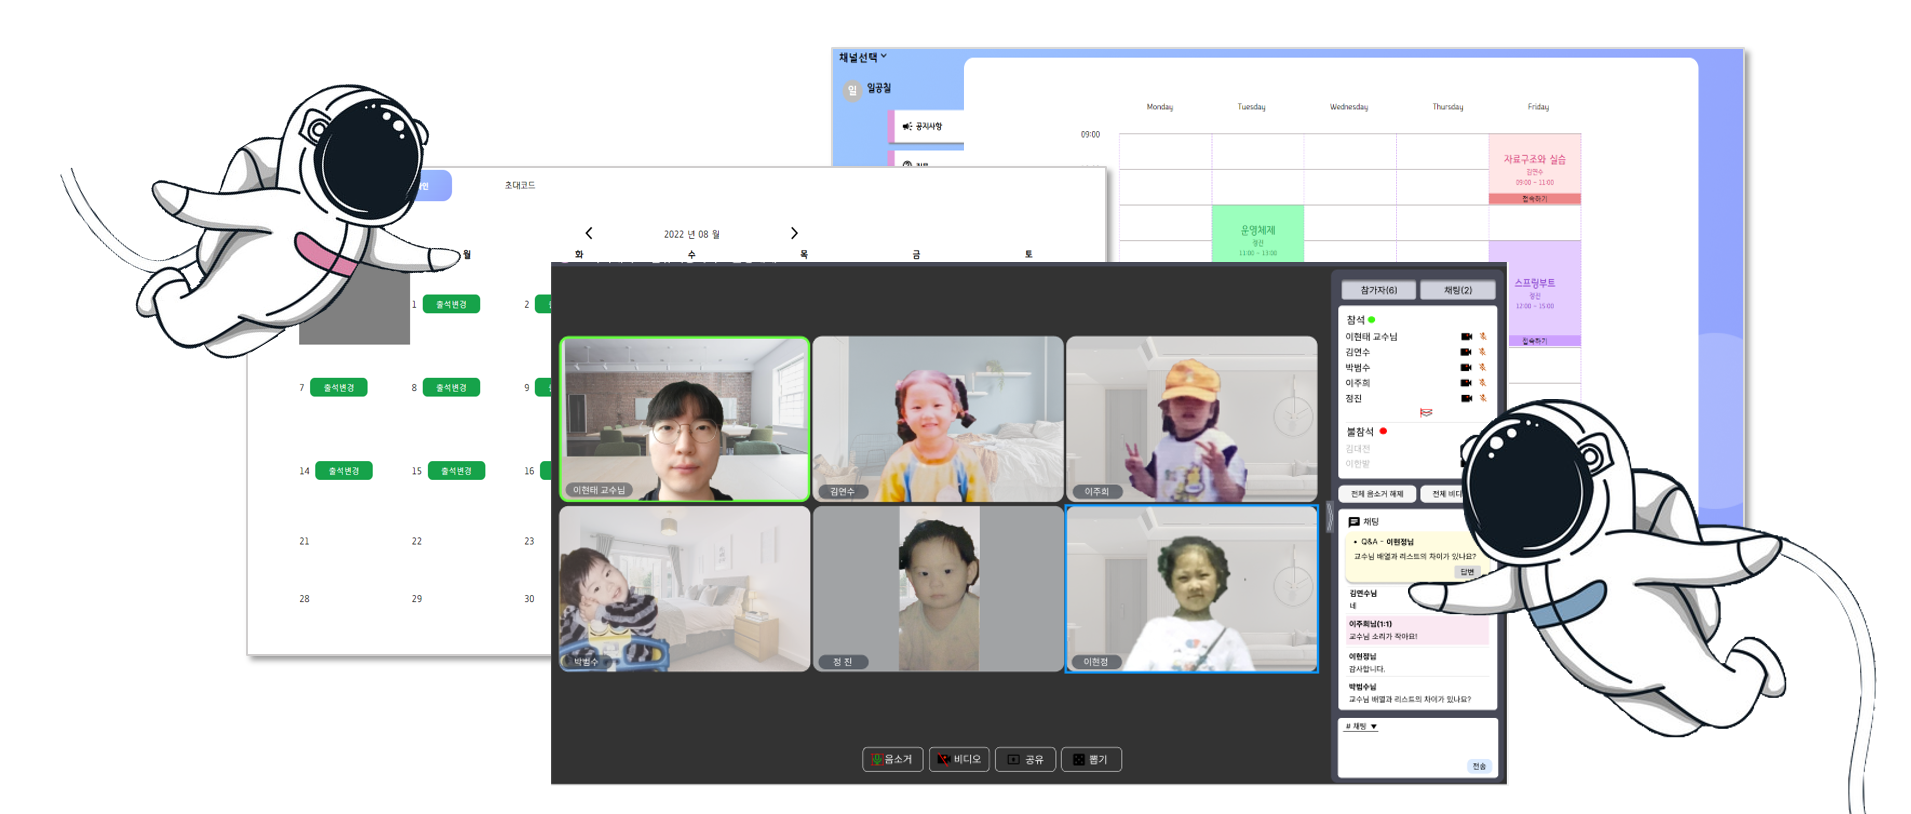 채널선택
일 일공칠
공지사항
Monday Tuesday Wednesday Thursday Friday
09:00
자료구조와 실습
김연수
09:00 ~ 11:00
접속하기
운영체제
정진
11:00 ~ 13:00
스프링부트
정진
12:00 ~ 15:00
접속하기
초대코드
2022 년 08 월
월 화 수 목 금 토
1 출석변경 2
7 출석변경 8 출석변경 9
14 출석변경 15 출석변경 16
21 22 23
28 29 30
이현태 교수님
김연수
이주희
박범수
정 진
이현정
음소거 비디오 공유 뽑기
참가자(6) 채팅(2)
참석
이현태 교수님
김연수
박범수
이주희
정진
불참석
김대전
이한밭
전체 음소거 해제 전체 비디
채팅
• Q&A - 이현정님
교수님 배열과 리스트의 차이가 있나요?
답변
김연수님
네
이주희님(1:1)
교수님 소리가 작아요!
이현정님
감사합니다.
박범수님
교수님 배열과 리스트의 차이가 있나요?
# 채팅 ▼
전송